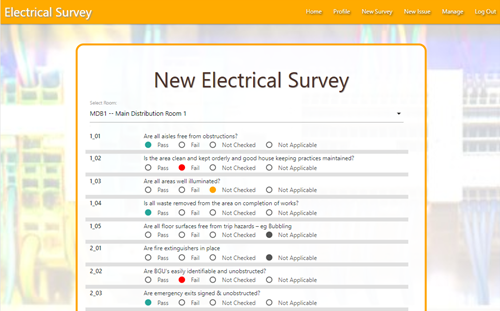 Electrical Survey
Home Profile New Survey New Issue Manage Log Out
New Electrical Survey
Select Room:
MDB1 -- Main Distribution Room 1
1_01 Are all aisles free from obstructions?
Pass Fail Not Checked Not Applicable
1_02 Is the area clean and kept orderly and good house keeping practices maintained?
Pass Fail Not Checked Not Applicable
1_03 Are all areas well illuminated?
Pass Fail Not Checked Not Applicable
1_04 Is all waste removed from the area on completion of works?
Pass Fail Not Checked Not Applicable
1_05 Are all floor surfaces free from trip hazards – eg Bubbling
Pass Fail Not Checked Not Applicable
2_01 Are fire extinguishers in place
Pass Fail Not Checked Not Applicable
2_02 Are BGU's easily identifiable and unobstructed?
Pass Fail Not Checked Not Applicable
2_03 Are emergency exits signed & unobstructed?
Pass Fail Not Checked Not Applicable